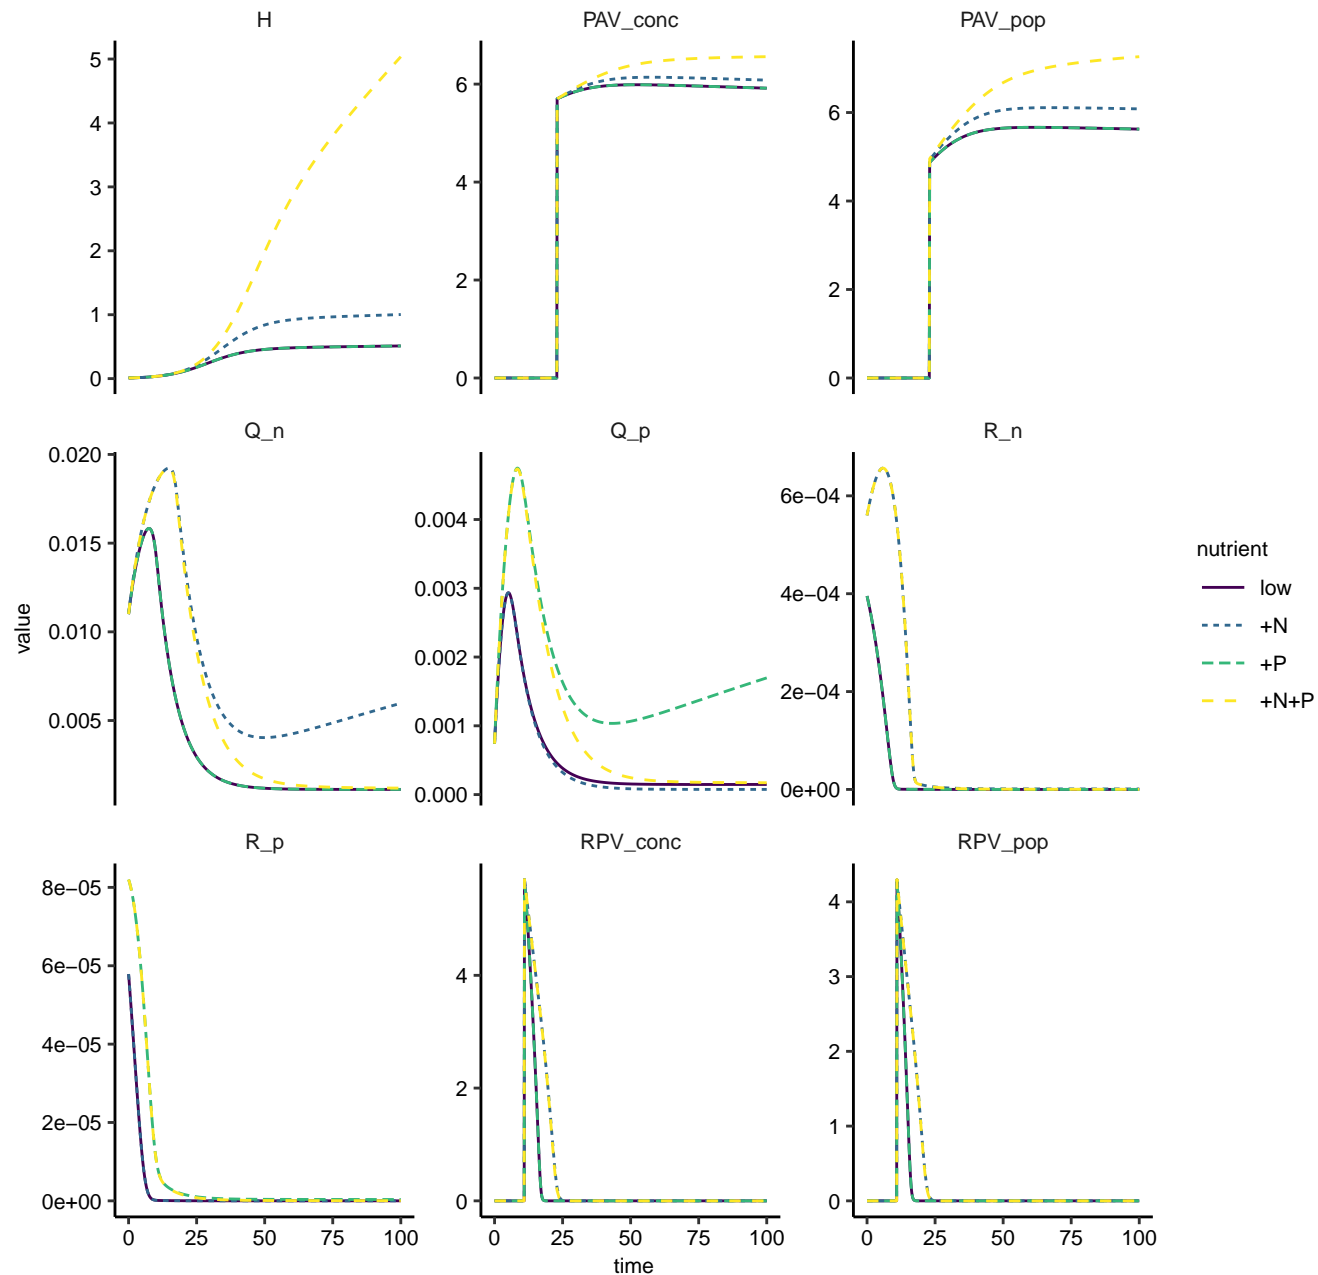 H PAV_conc PAV_pop
5
4
3
2
1
0
6
4
2
0
6
4
2
0
Q_n Q_p R_n
0.020
0.015
0.010
0.005
0.004
0.003
0.002
0.001
0.000
6e−04
4e−04
2e−04
0e+00
R_p RPV_conc RPV_pop
8e−05
6e−05
4e−05
2e−05
0e+00
4
2
0
4
3
2
1
0
0 25 50 75 100
0 25 50 75 100
0 25 50 75 100
time
value
nutrient
low
+N
+P
+N+P